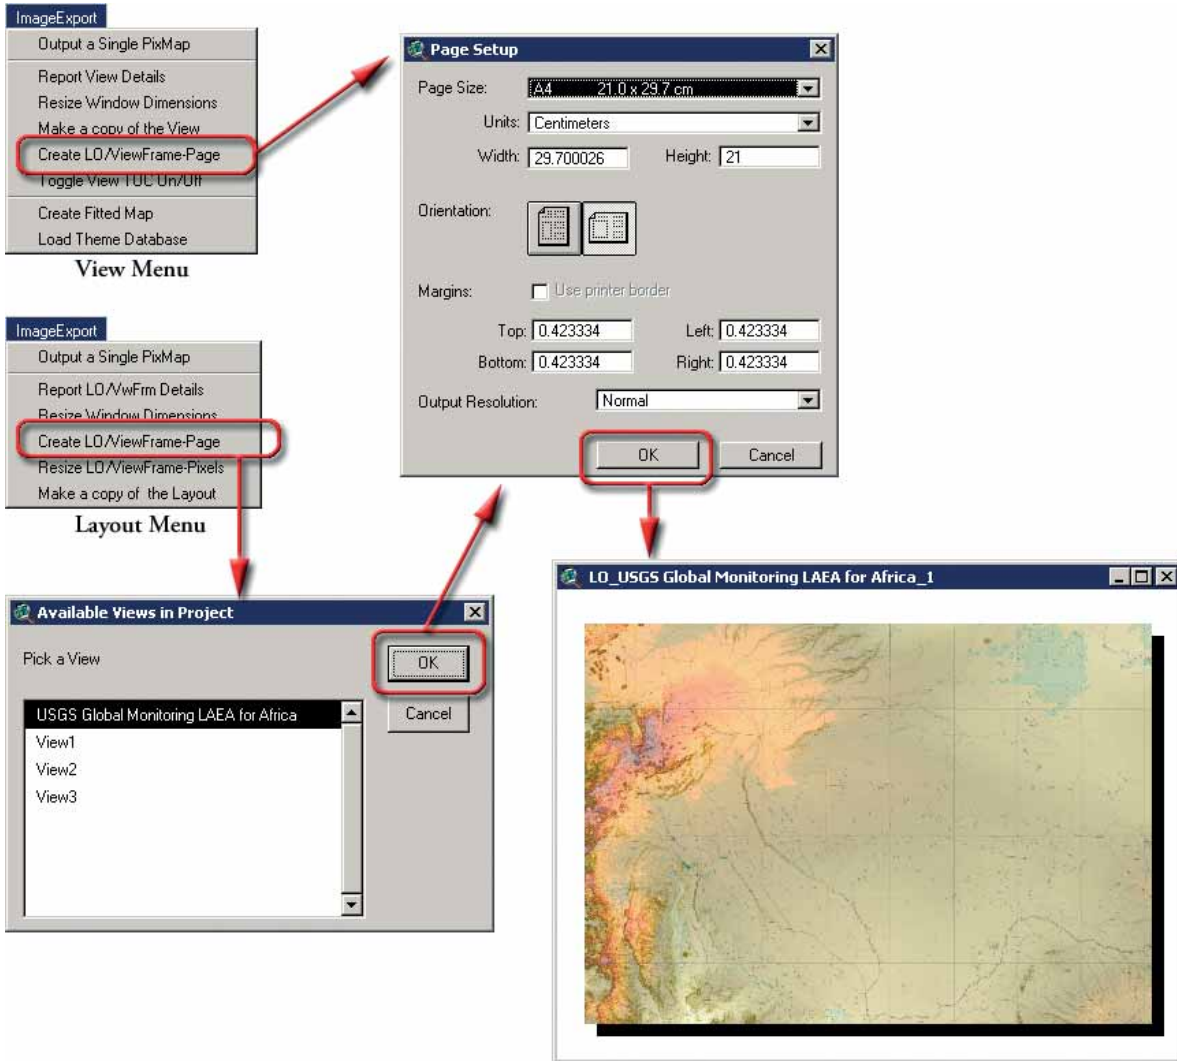 ImageExport
Output a Single PixMap
Report View Details
Resize Window Dimensions
Make a copy of the View
Create LO/ViewFrame-Page
Toggle View TOC On/Off
Create Fitted Map
Load Theme Database
View Menu
ImageExport
Output a Single PixMap
Report LO/VwFrm Details
Resize Window Dimensions
Create LO/ViewFrame-Page
Resize LO/ViewFrame-Pixels
Make a copy of the Layout
Layout Menu
Page Setup
Page Size: A4 21.0 x 29.7 cm
Units: Centimeters
Width: 29.700026 Height: 21
Orientation:
Margins: Use printer border
Top: 0.423334 Left: 0.423334
Bottom: 0.423334 Right: 0.423334
Output Resolution: Normal
OK Cancel
Available Views in Project
Pick a View
OK
Cancel
USGS Global Monitoring LAEA for Africa
View1
View2
View3
LO_USGS Global Monitoring LAEA for Africa_1